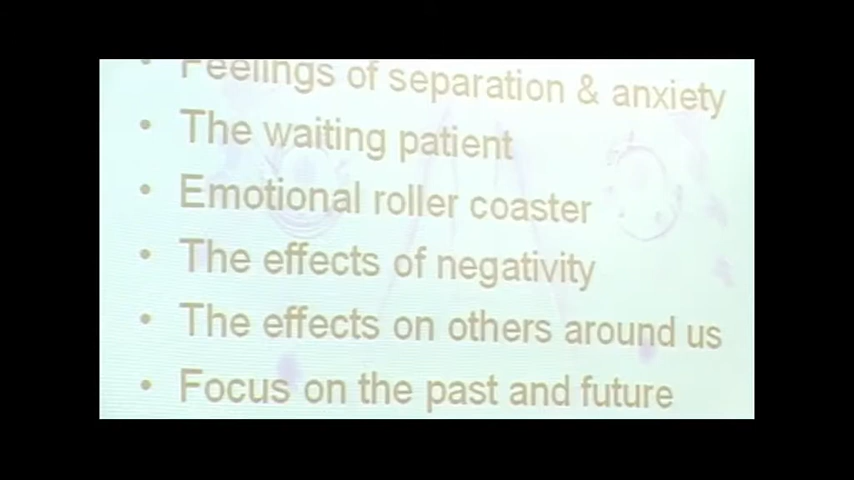 • Feelings of separation & anxiety
• The waiting patient
• Emotional roller coaster
• The effects of negativity
• The effects on others around us
• Focus on the past and future